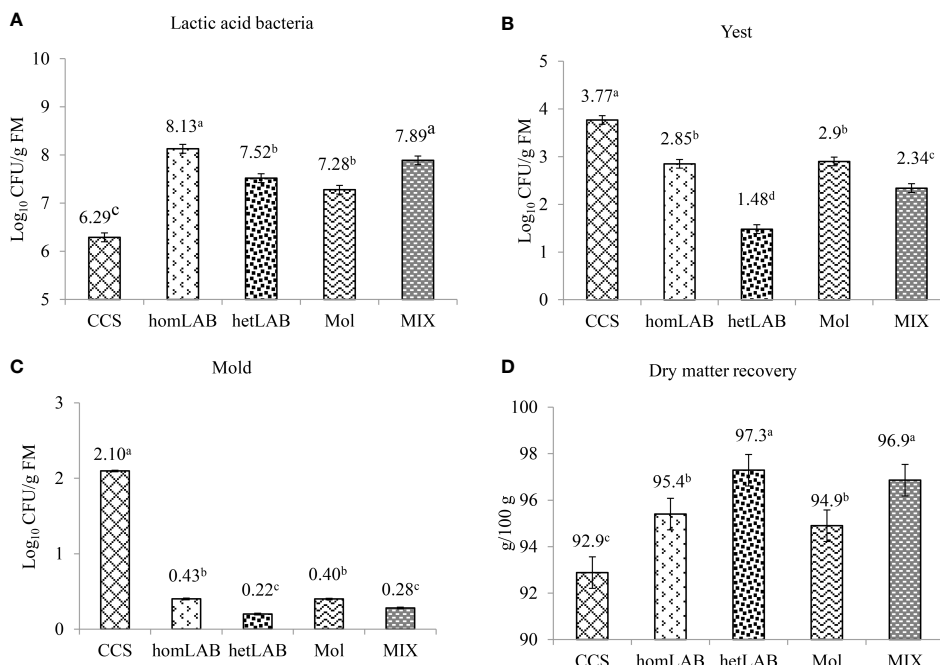 A
Lactic acid bacteria
Log10 CFU/g FM
10
9
8
7
6
5
6.29c
8.13a
7.52b
7.28b
7.89a
CCS homLAB hetLAB Mol MIX
B
Yest
Log10 CFU/g FM
5
4
3
2
1
0
3.77a
2.85b
1.48d
2.9b
2.34c
CCS homLAB hetLAB Mol MIX
C
Mold
Log10 CFU/g FM
3
2
1
0
2.10a
0.43b
0.22c
0.40b
0.28c
CCS homLAB hetLAB Mol MIX
D
Dry matter recovery
g/100 g
100
98
96
94
92
90
92.9c
95.4b
97.3a
94.9b
96.9a
CCS homLAB hetLAB Mol MIX